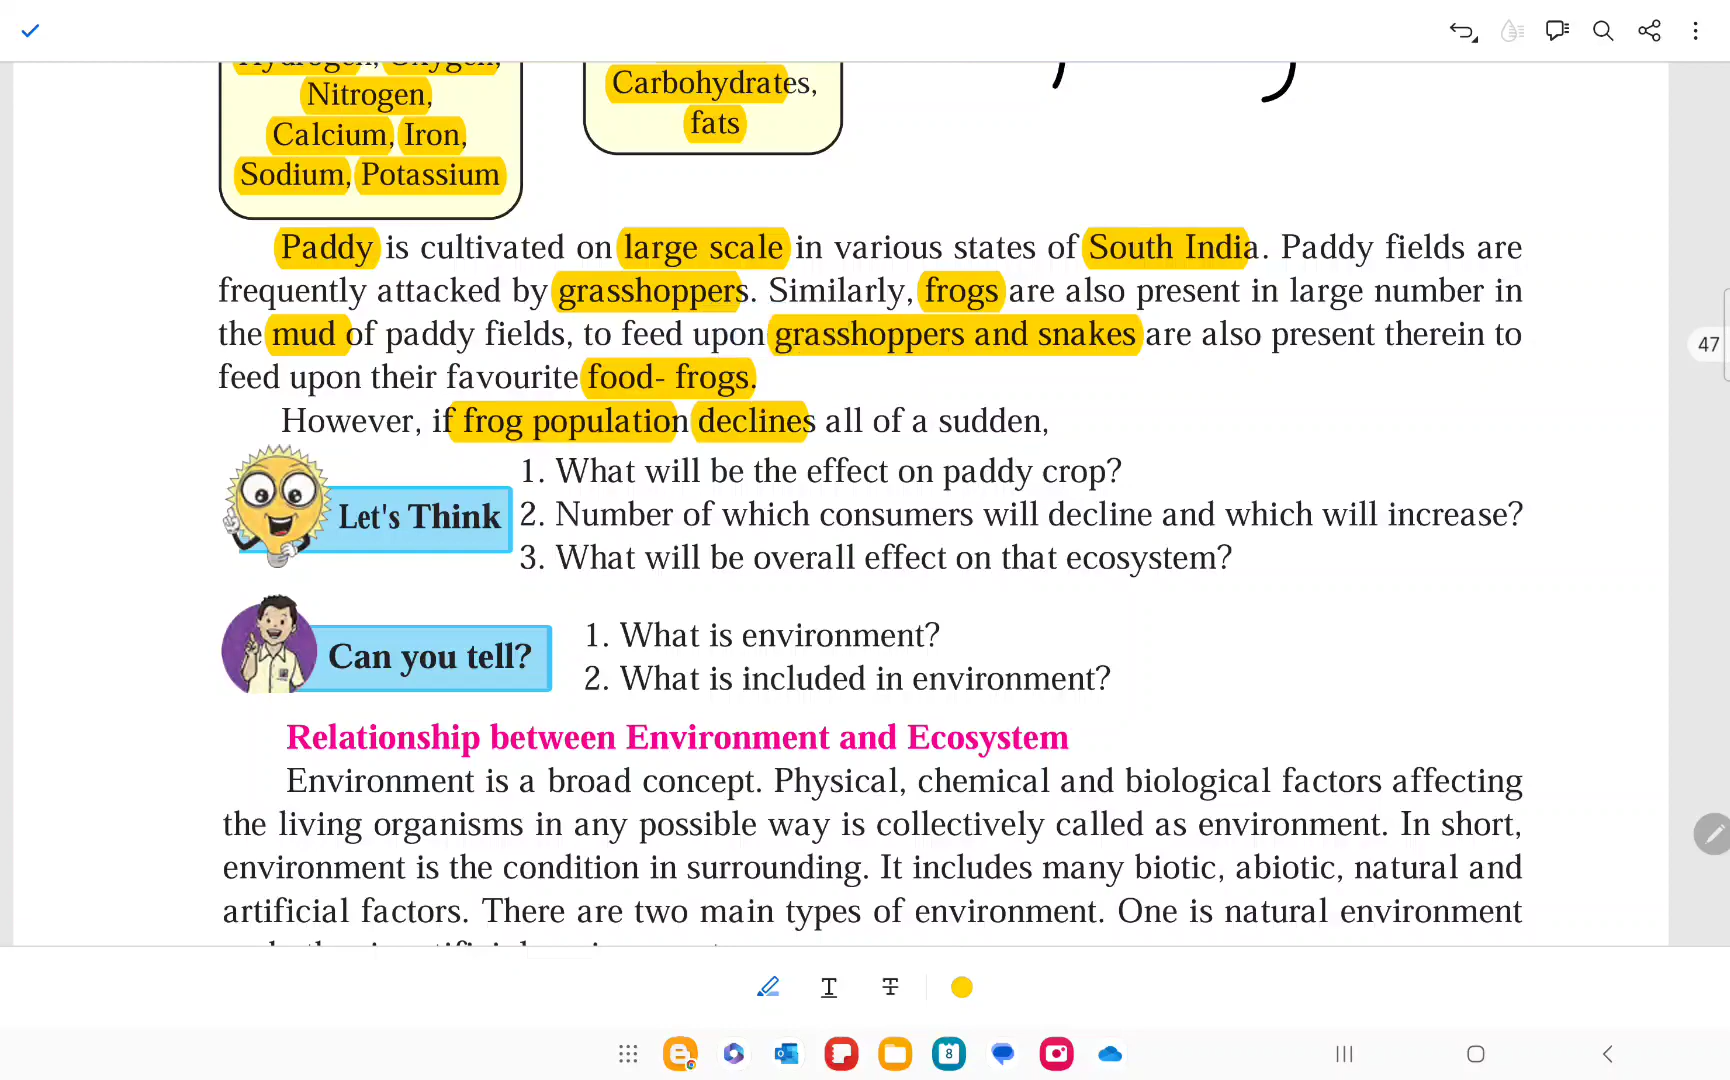 Hydrogen, Oxygen,
Nitrogen,
Calcium, Iron,
Sodium, Potassium
Carbohydrates,
fats
Paddy is cultivated on large scale in various states of South India. Paddy fields are
frequently attacked by grasshoppers. Similarly, frogs are also present in large number in
the mud of paddy fields, to feed upon grasshoppers and snakes are also present therein to
feed upon their favourite food- frogs.
However, if frog population declines all of a sudden,
Let's Think
1. What will be the effect on paddy crop?
2. Number of which consumers will decline and which will increase?
3. What will be overall effect on that ecosystem?
Can you tell?
1. What is environment?
2. What is included in environment?
Relationship between Environment and Ecosystem
Environment is a broad concept. Physical, chemical and biological factors affecting
the living organisms in any possible way is collectively called as environment. In short,
environment is the condition in surrounding. It includes many biotic, abiotic, natural and
artificial factors. There are two main types of environment. One is natural environment
47
8